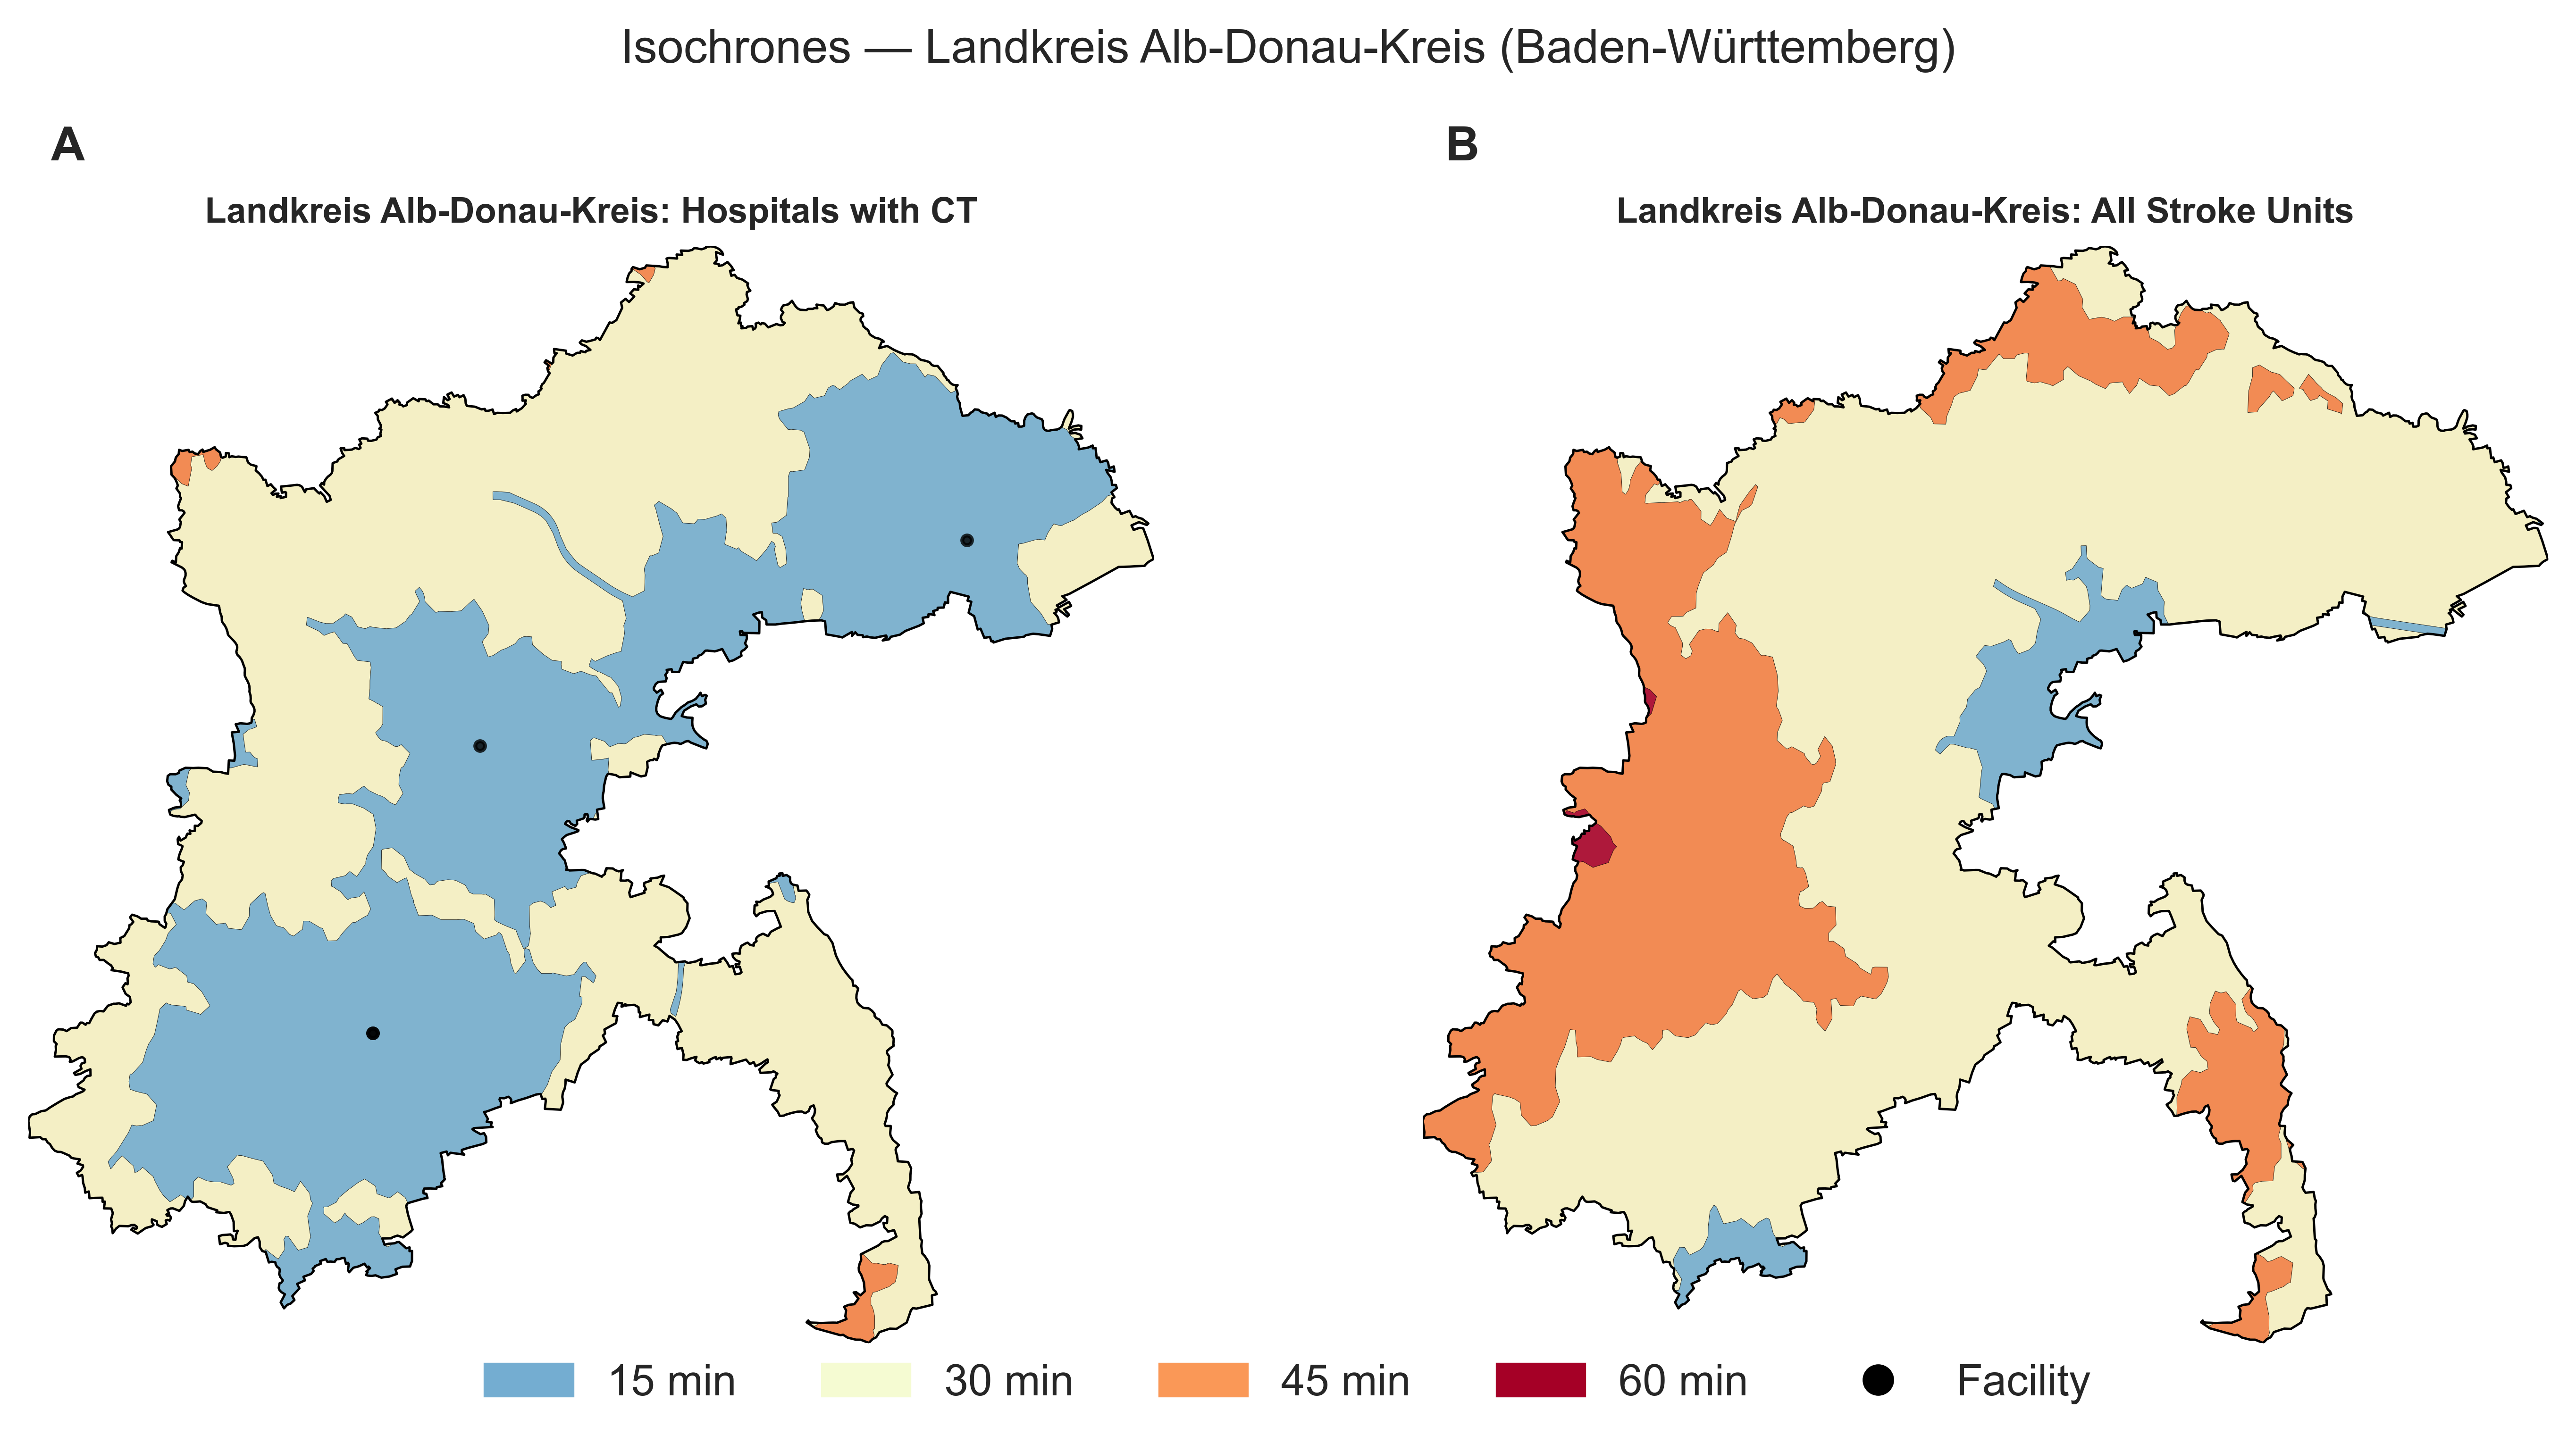 Isochrones — Landkreis Alb-Donau-Kreis (Baden-Württemberg)
A
B
Landkreis Alb-Donau-Kreis: Hospitals with CT
Landkreis Alb-Donau-Kreis: All Stroke Units
15 min
30 min
45 min
60 min
Facility